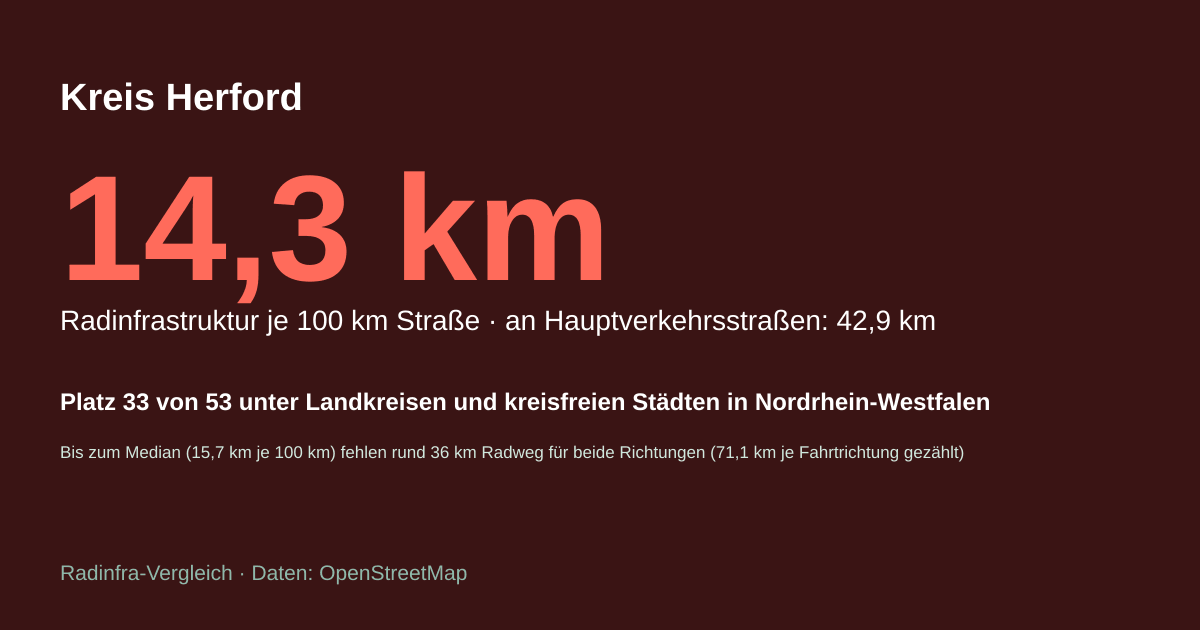 Kreis Herford
14,3 km
Radinfrastruktur je 100 km Straße · an Hauptverkehrsstraßen: 42,9 km
Platz 33 von 53 unter Landkreisen und kreisfreien Städten in Nordrhein-Westfalen
Bis zum Median (15,7 km je 100 km) fehlen rund 36 km Radweg für beide Richtungen (71,1 km je Fahrtrichtung gezählt)
Radinfra-Vergleich · Daten: OpenStreetMap